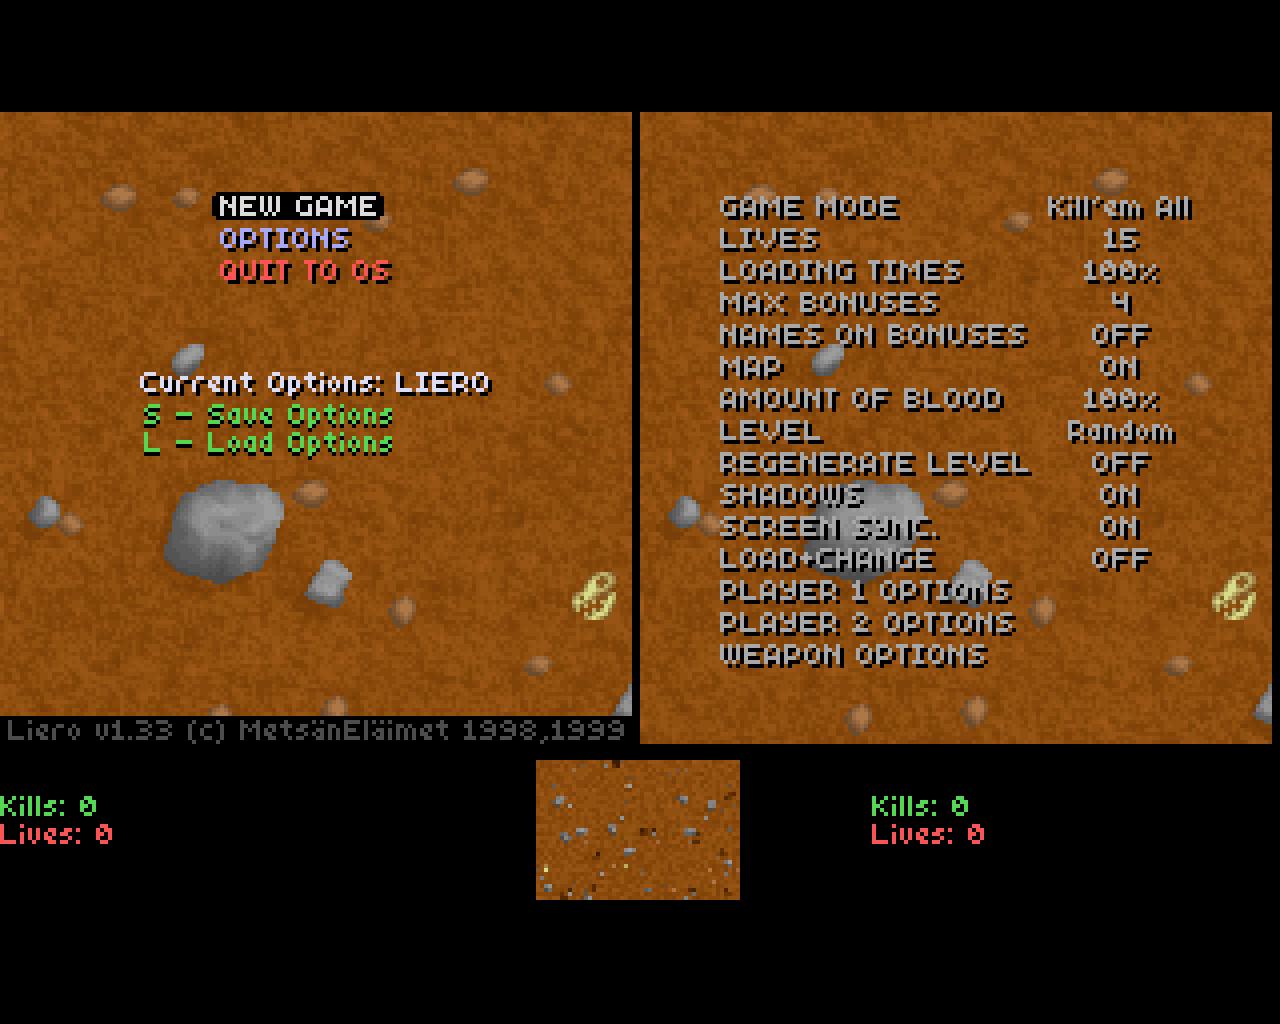 NEW GAME
OPTIONS
QUIT TO OS
Current Options: LIERO
S - Save Options
L - Load Options
Liero v1.33 (c) MetsänEläimet 1998,1999
GAME MODE Kill'em All
LIVES 15
LOADING TIMES 100%
MAX BONUSES 4
NAMES ON BONUSES OFF
MAP ON
AMOUNT OF BLOOD 100%
LEVEL Random
REGENERATE LEVEL OFF
SHADOWS ON
SCREEN SYNC. ON
LOAD+CHANGE OFF
PLAYER 1 OPTIONS
PLAYER 2 OPTIONS
WEAPON OPTIONS
Kills: 0
Lives: 0
Kills: 0
Lives: 0